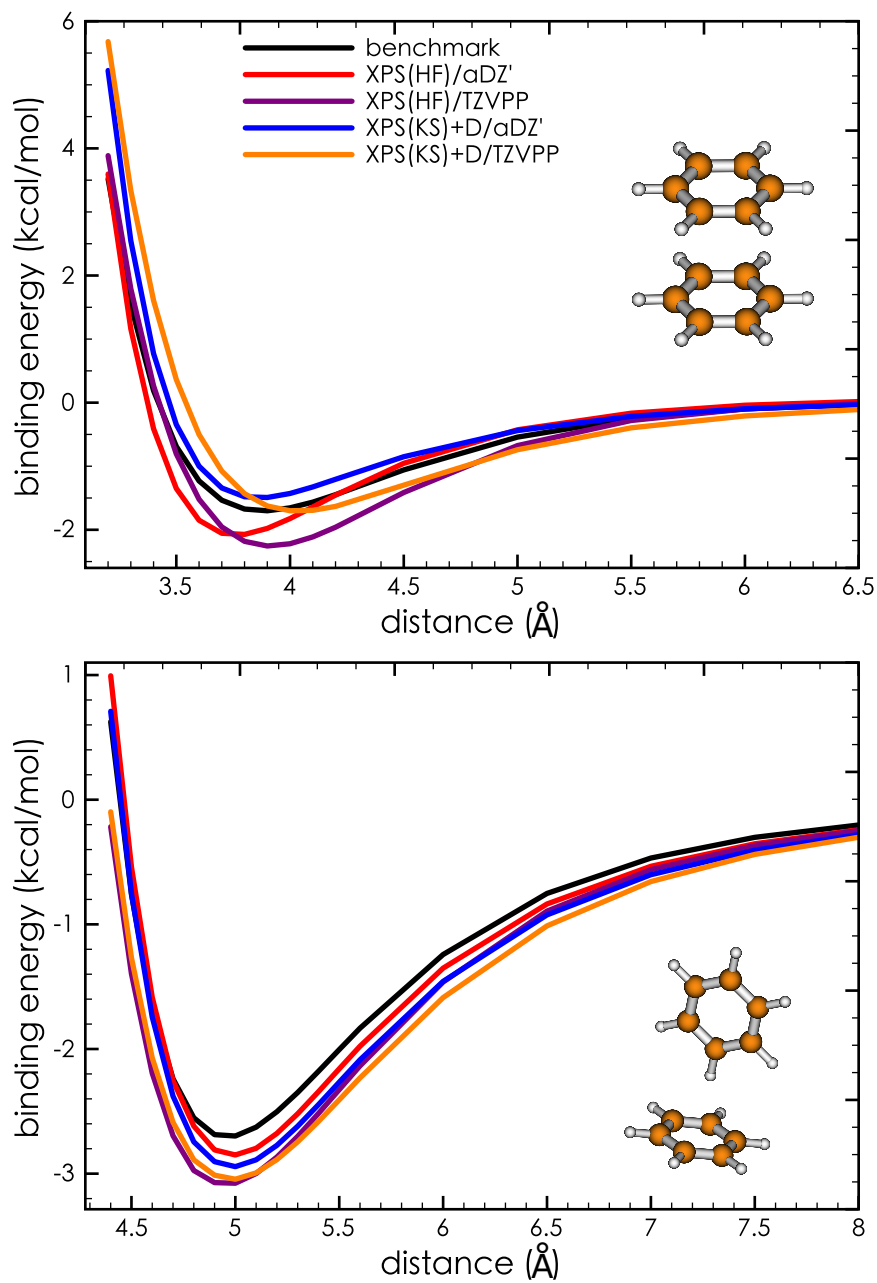 6
4
2
0
-2
binding energy (kcal/mol)
benchmark
XPS(HF)/aDZ'
XPS(HF)/TZVPP
XPS(KS)+D/aDZ'
XPS(KS)+D/TZVPP
3.5 4 4.5 5 5.5 6 6.5
distance (Å)
1
0
-1
-2
-3
binding energy (kcal/mol)
4.5 5 5.5 6 6.5 7 7.5 8
distance (Å)